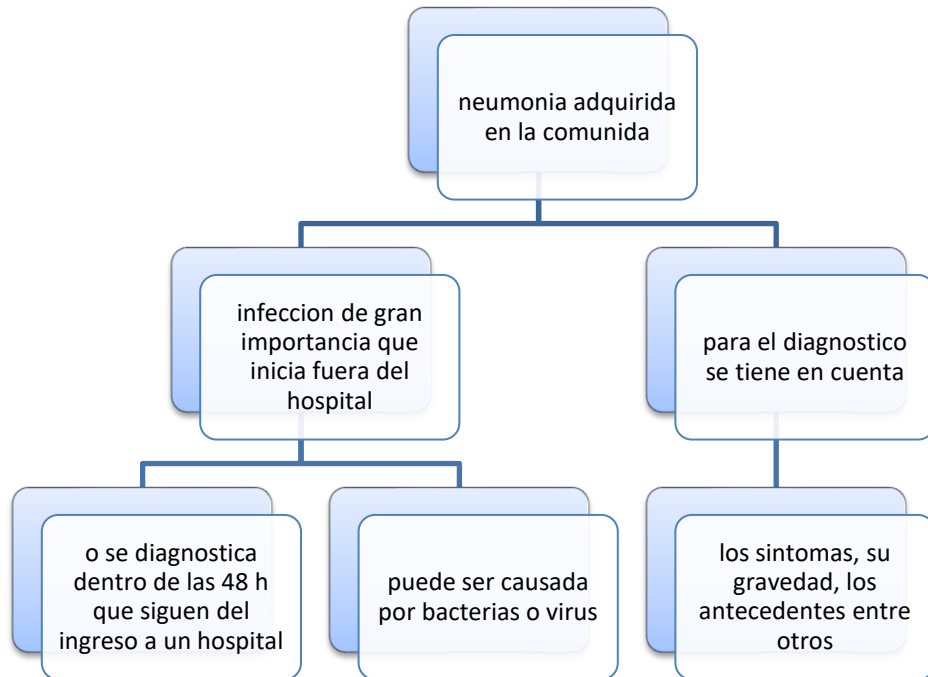 neumonia adquirida
en la comunida
infeccion de gran
importancia que
inicia fuera del
hospital
para el diagnostico
se tiene en cuenta
o se diagnostica
dentro de las 48 h
que siguen del
ingreso a un hospital
puede ser causada
por bacterias o virus
los sintomas, su
gravedad, los
antecedentes entre
otros